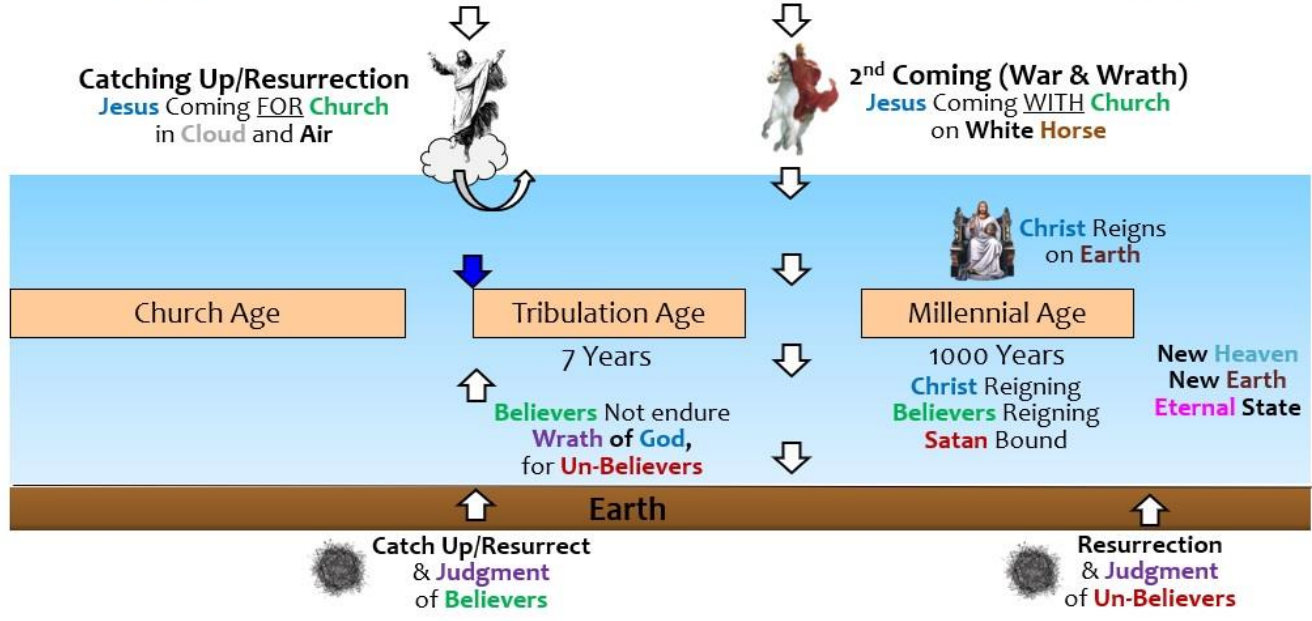 Catching Up/Resurrection
Jesus Coming FOR Church
in Cloud and Air
2nd Coming (War & Wrath)
Jesus Coming WITH Church
on White Horse
Christ Reigns
on Earth
Church Age
Tribulation Age
Millennial Age
7 Years
Believers Not endure
Wrath of God,
for Un-Believers
1000 Years
Christ Reigning
Believers Reigning
Satan Bound
New Heaven
New Earth
Eternal State
Earth
Catch Up/Resurrect
& Judgment
of Believers
Resurrection
& Judgment
of Un-Believers